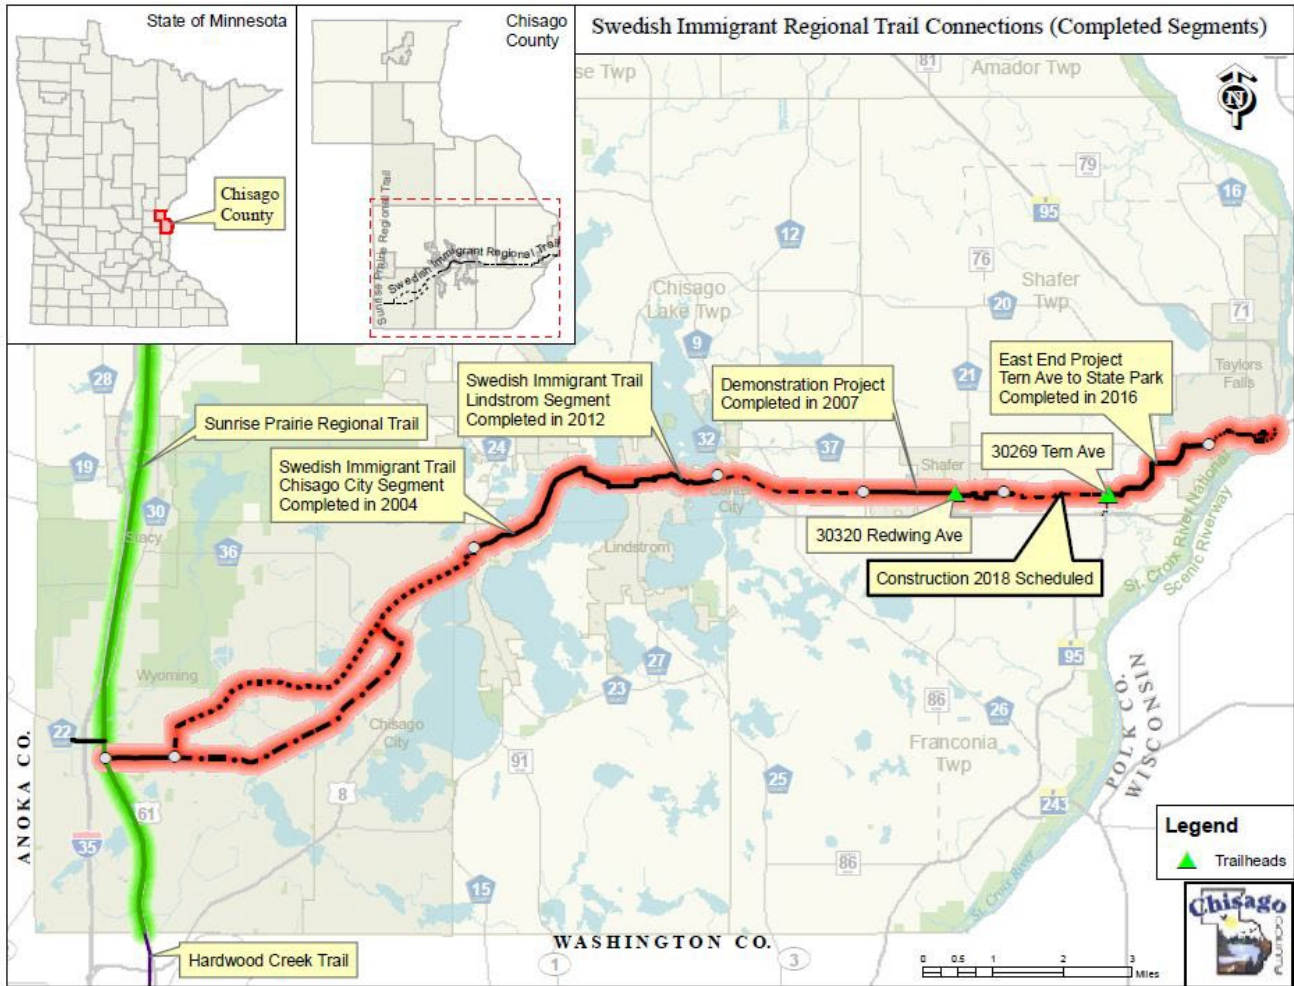 State of Minnesota
Chisago
County
Swedish Immigrant Regional Trail Connections (Completed Segments)
Chisago
County
Sunrise Prairie Regional Trail
Swedish Immigrant Regional Trail
81
Amador Twp
N
79
16
95
12
76
Shafer
Twp
20
71
Chisago
Lake Twp
9
28
Swedish Immigrant Trail
Lindstrom Segment
Completed in 2012
Demonstration Project
Completed in 2007
21
East End Project
Tern Ave to State Park
Completed in 2016
Taylors
Falls
Sunrise Prairie Regional Trail
24
32
37
30269 Tern Ave
Swedish Immigrant Trail
Chisago City Segment
Completed in 2004
19
Shafer
30
Stacy
36
City
30320 Redwing Ave
Lindstrom
Construction 2018 Scheduled
St. Croix River National
Scenic Riverway
Wyoming
27
23
95
86
26
22
Chisago
City
Franconia
Twp
POLK CO.
WISCONSIN
ANOKA CO.
91
25
8
61
243
35
86
15
St. Croix River
Legend
Trailheads
WASHINGTON CO.
Hardwood Creek Trail
1
3
0 0.5 1 2 3
Miles
Chisago
COUNTY